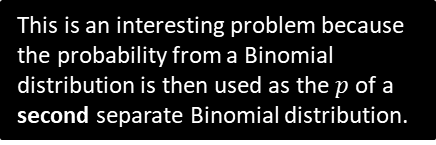 This is an interesting problem because
the probability from a Binomial
distribution is then used as the p of a
second separate Binomial distribution.